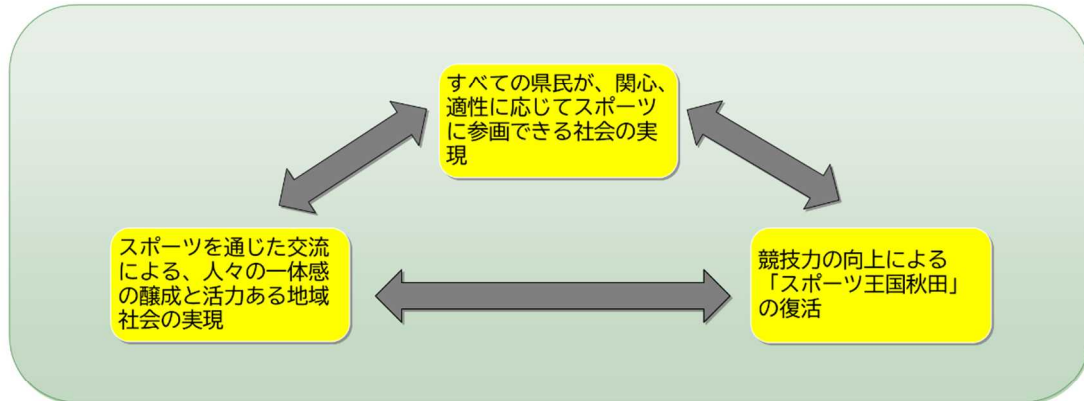 すべての県民が、関心、
適性に応じてスポーツ
に参画できる社会の実
現
スポーツを通じた交流
による、人々の一体感
の醸成と活力ある地域
社会の実現
競技力の向上による
「スポーツ王国秋田」
の復活